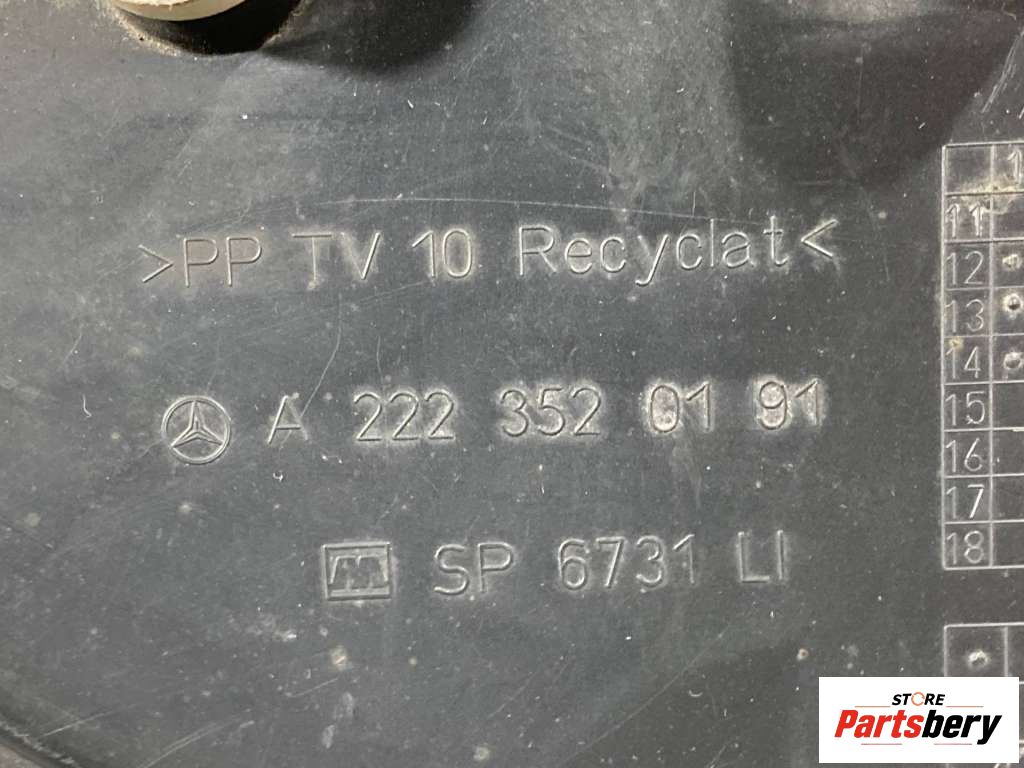 >PP TV 10 Recyclat<
A 222 352 01 91
M SP 6731 LI
1
11
12
13
14
15
16
17
18
STORE
Partsbery